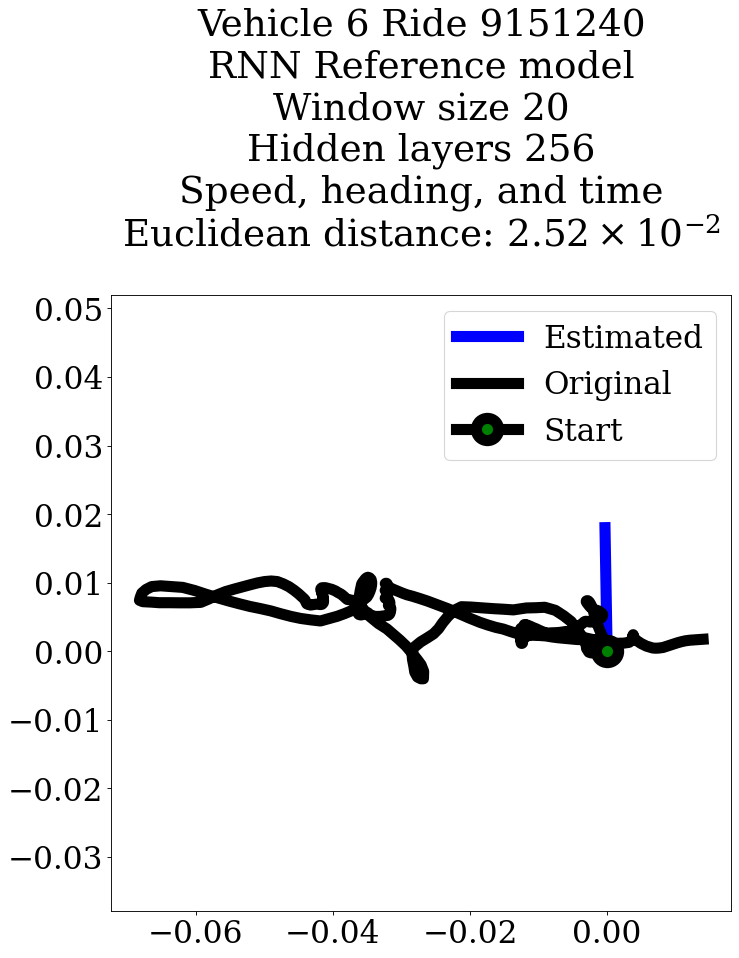 Vehicle 6 Ride 9151240
RNN Reference model
Window size 20
Hidden layers 256
Speed, heading, and time
Euclidean distance: 2.52 × 10⁻²
Estimated
Original
Start
0.05
0.04
0.03
0.02
0.01
0.00
−0.01
−0.02
−0.03
−0.06
−0.04
−0.02
0.00